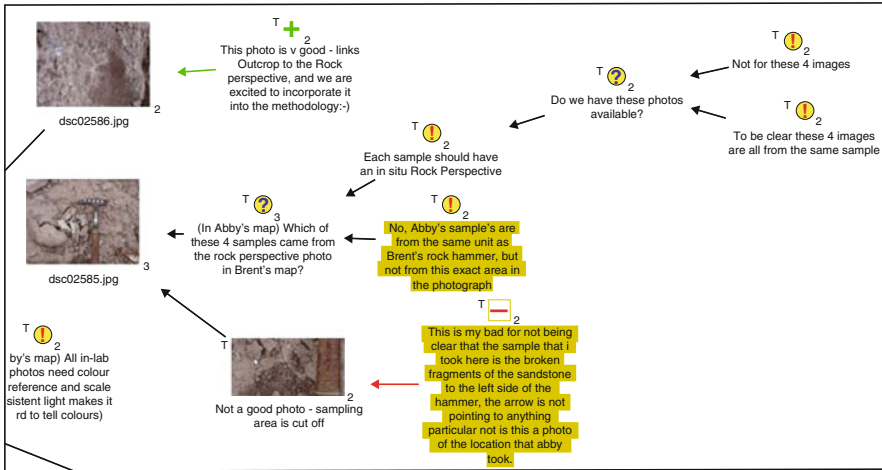 T
2
This photo is v good - links
Outcrop to the Rock
perspective, and we are
excited to incorporate it
into the methodology:-)
2
dsc02586.jpg
T
2
Not for these 4 images
T
2
Do we have these photos
available?
T
2
To be clear these 4 images
are all from the same sample
T
2
Each sample should have
an in situ Rock Perspective
T
?
3
(In Abby's map) Which of
these 4 samples came from
the rock perspective photo
in Brent's map?
T
2
No, Abby's sample's are
from the same unit as
Brent's rock hammer, but
not from this exact area in
the photograph
3
dsc02585.jpg
T
2
by's map) All in-lab
photos need colour
reference and scale
sistent light makes it
rd to tell colours)
T
2
Not a good photo - sampling
area is cut off
T
2
This is my bad for not being
clear that the sample that i
took here is the broken
fragments of the sandstone
to the left side of the
hammer, the arrow is not
pointing to anything
particular not is this a photo
of the location that abby
took.